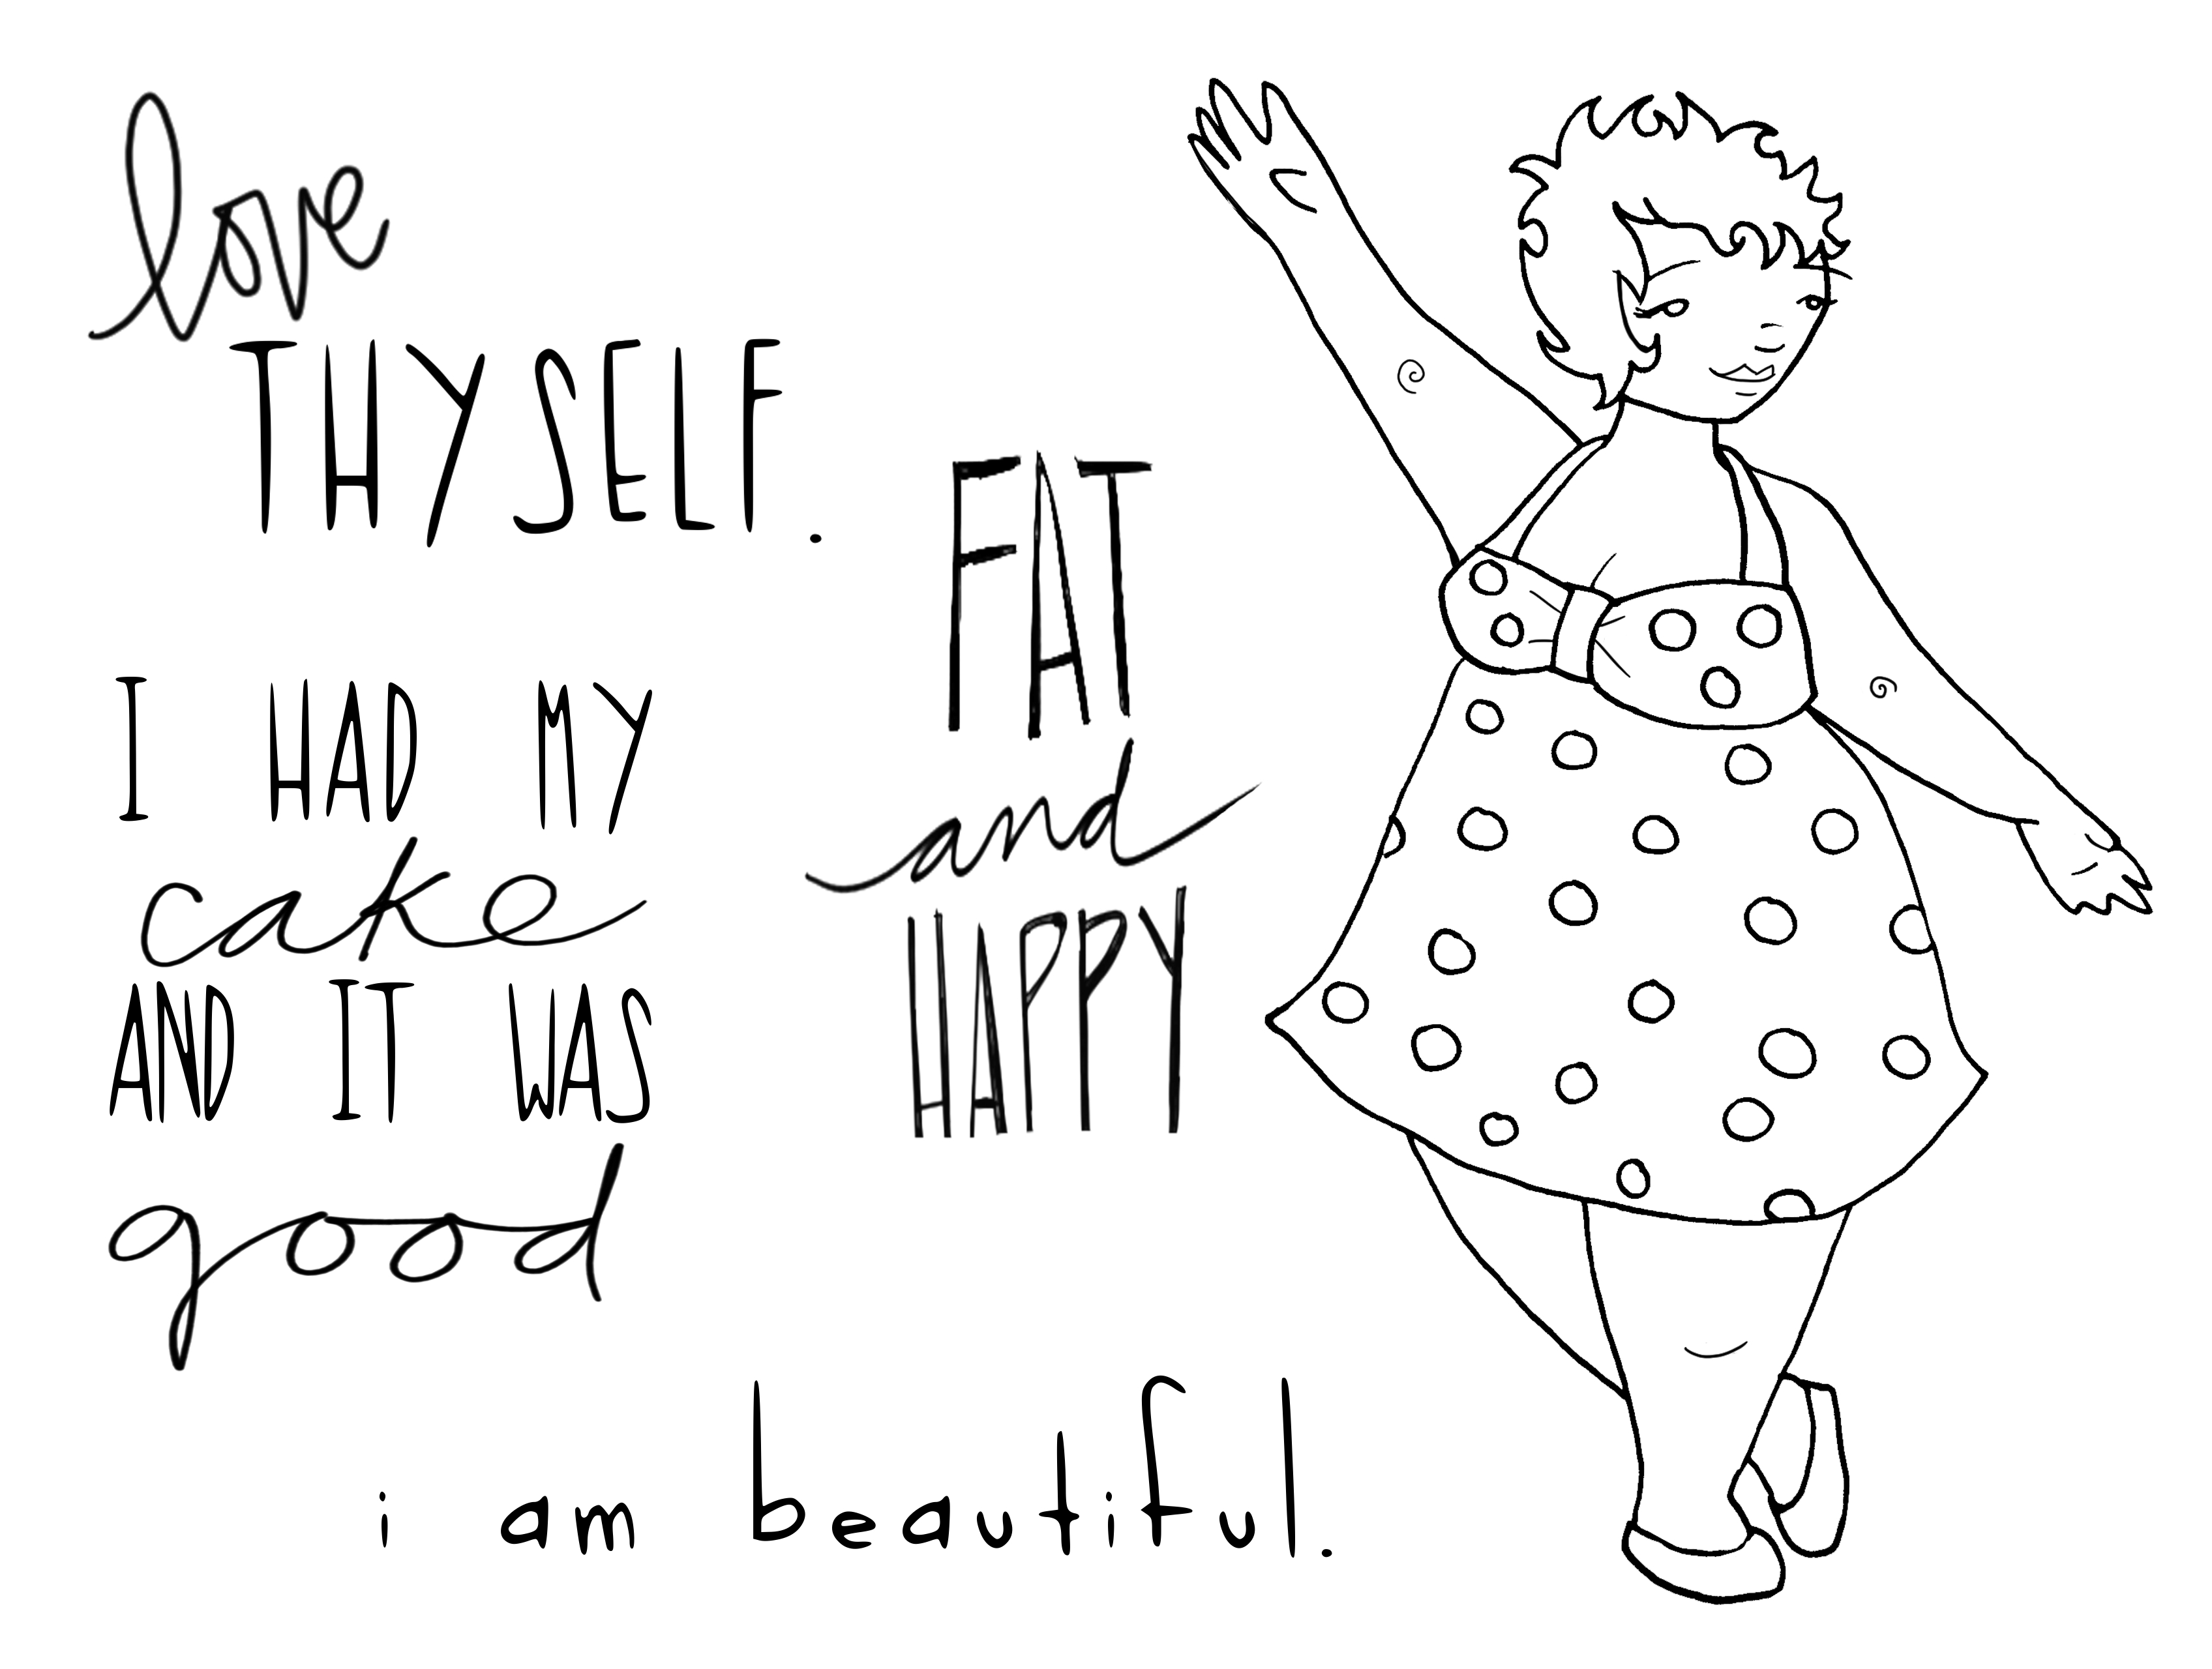 love
THYSELF.
I HAD MY
cake
AND IT WAS
good
FAT
and
HAPPY
i am beautiful.